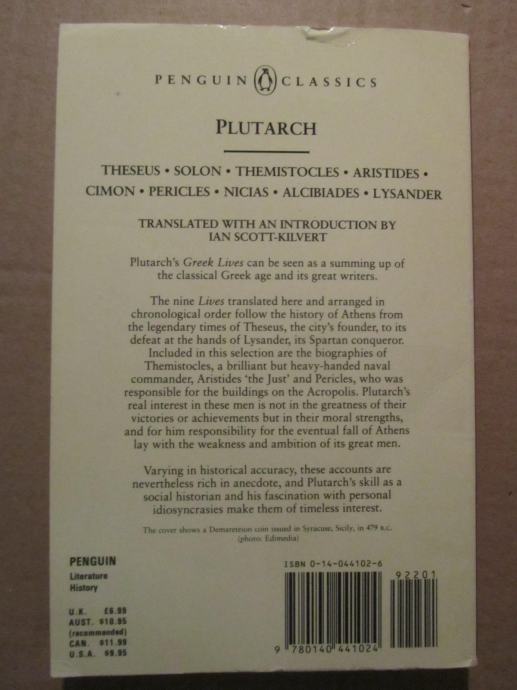 PENGUIN CLASSICS
PLUTARCH
THESEUS • SOLON • THEMISTOCLES • ARISTIDES •
CIMON • PERICLES • NICIAS • ALCIBIADES • LYSANDER
TRANSLATED WITH AN INTRODUCTION BY
IAN SCOTT-KILVERT
Plutarch's Greek Lives can be seen as a summing up of
the classical Greek age and its great writers.
The nine Lives translated here and arranged in
chronological order follow the history of Athens from
the legendary times of Theseus, the city's founder, to its
defeat at the hands of Lysander, its Spartan conqueror.
Included in this selection are the biographies of
Themistocles, a brilliant but heavy-handed naval
commander, Aristides 'the Just' and Pericles, who was
responsible for the buildings on the Acropolis. Plutarch's
real interest in these men is not in the greatness of their
victories or achievements but in their moral strengths,
and for him responsibility for the eventual fall of Athens
lay with the weakness and ambition of its great men.
Varying in historical accuracy, these accounts are
nevertheless rich in anecdote, and Plutarch's skill as a
social historian and his fascination with personal
idiosyncrasies make them of timeless interest.
The cover shows a Demareteion coin issued in Syracuse, Sicily, in 479 B.C.
(photo: Edimedia)
PENGUIN
Literature
History
U.K. £6.99
AUST. $16.95
(recommended)
CAN. $11.99
U.S.A. $9.95
ISBN 0-14-044102-6
92201
9 780140 441024